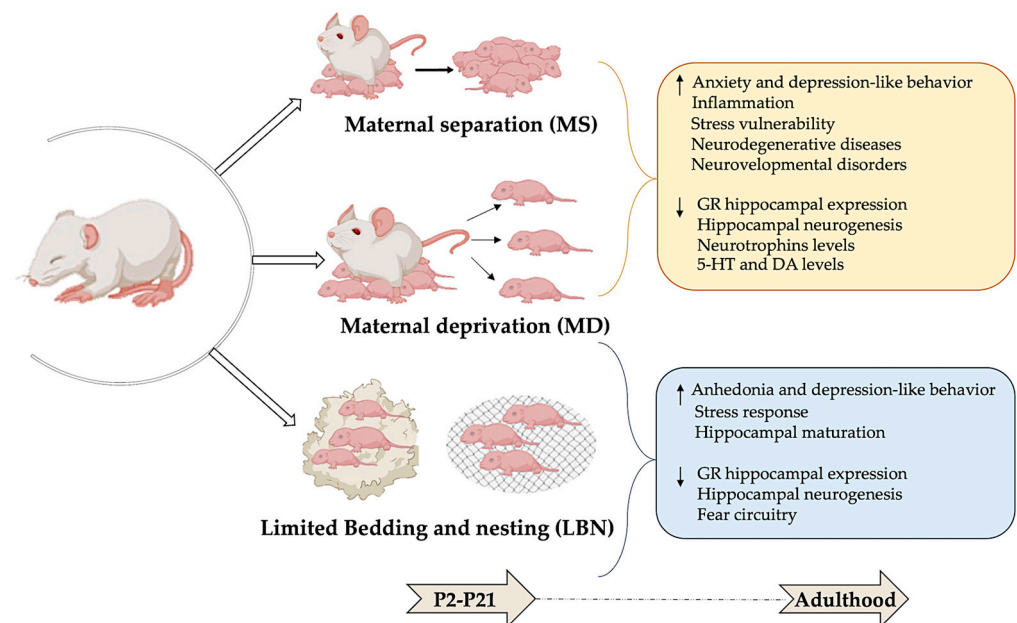 Maternal separation (MS)
Maternal deprivation (MD)
Limited Bedding and nesting (LBN)
↑ Anxiety and depression-like behavior
Inflammation
Stress vulnerability
Neurodegenerative diseases
Neurovelopmental disorders
↓ GR hippocampal expression
Hippocampal neurogenesis
Neurotrophins levels
5-HT and DA levels
↑ Anhedonia and depression-like behavior
Stress response
Hippocampal maturation
↓ GR hippocampal expression
Hippocampal neurogenesis
Fear circuitry
P2-P21
Adulthood